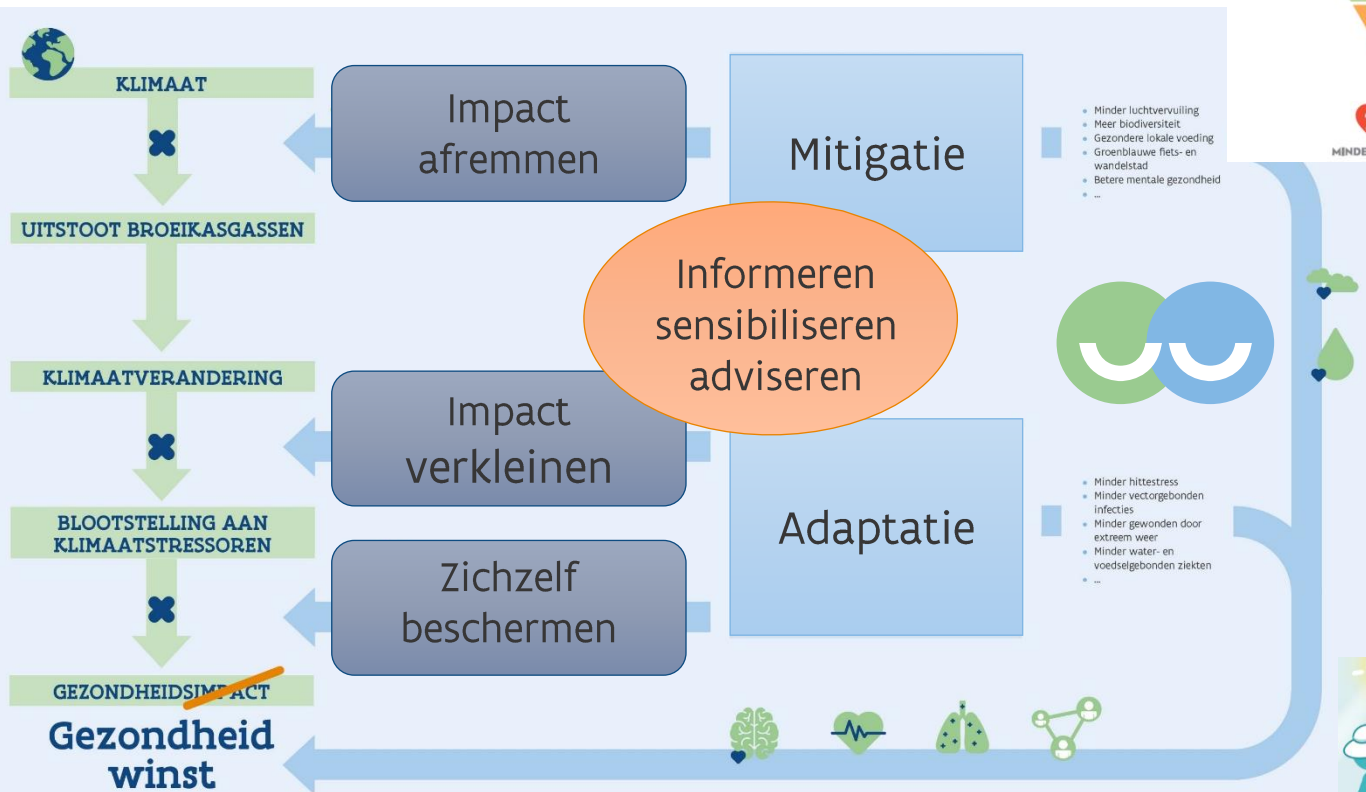 KLIMAAT
UITSTOOT BROEIKASGASSEN
KLIMAATVERANDERING
BLOOTSTELLING AAN
KLIMAATSTRESSOREN
GEZONDHEIDSIMPACT
Gezondheid
winst
Impact
afremmen
Impact
verkleinen
Zichzelf
beschermen
Mitigatie
Informeren
sensibiliseren
adviseren
Adaptatie
Minder luchtvervuiling
Meer biodiversiteit
Gezondere lokale voeding
Groenblauwe fiets- en
wandelstad
Betere mentale gezondheid
...
Minder hittestress
Minder vectorgebonden
infecties
Minder gewonden door
extreem weer
Minder water- en
voedselgebonden ziekten
...